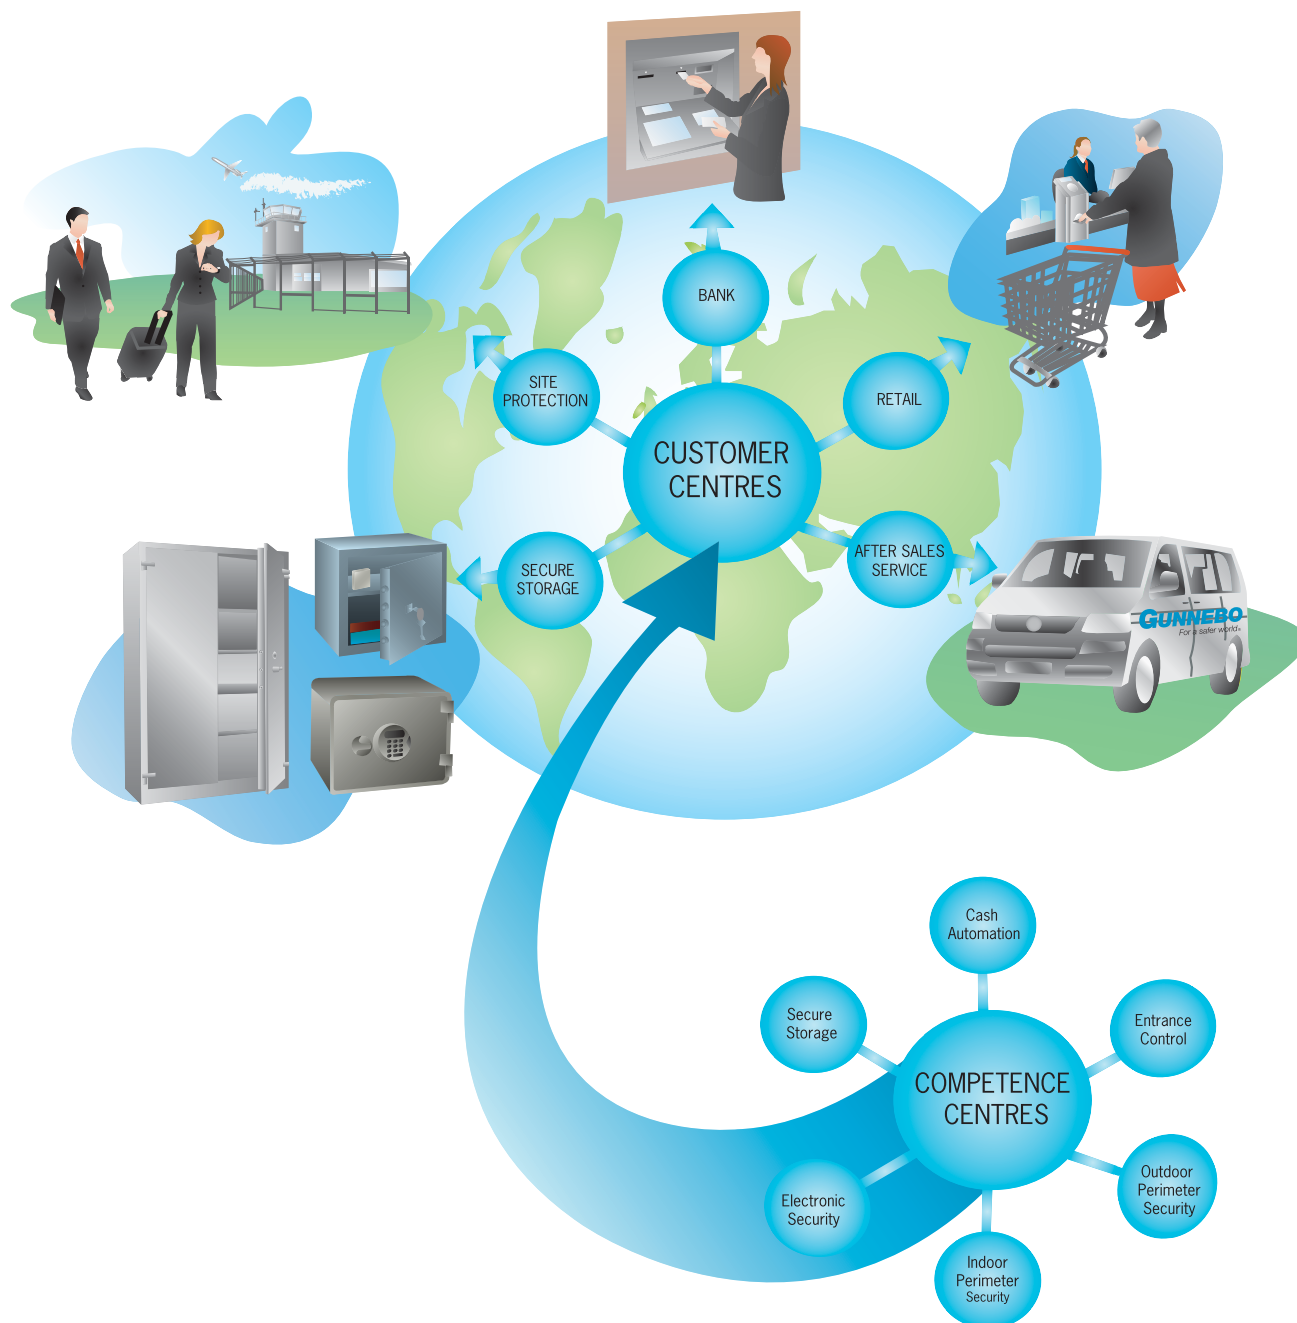 BANK
SITE
PROTECTION
RETAIL
CUSTOMER
CENTRES
SECURE
STORAGE
AFTER SALES
SERVICE
GUNNEBO
For a safer world®
Cash
Automation
Secure
Storage
Entrance
Control
COMPETENCE
CENTRES
Electronic
Security
Outdoor
Perimeter
Security
Indoor
Perimeter
Security